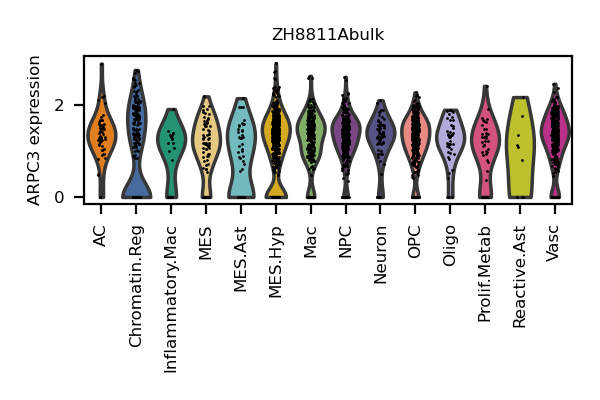 ZH8811Abulk
ARPC3 expression
2
0
AC
Chromatin.Reg
Inflammatory.Mac
MES
MES.Ast
MES.Hyp
Mac
NPC
Neuron
OPC
Oligo
Prolif.Metab
Reactive.Ast
Vasc